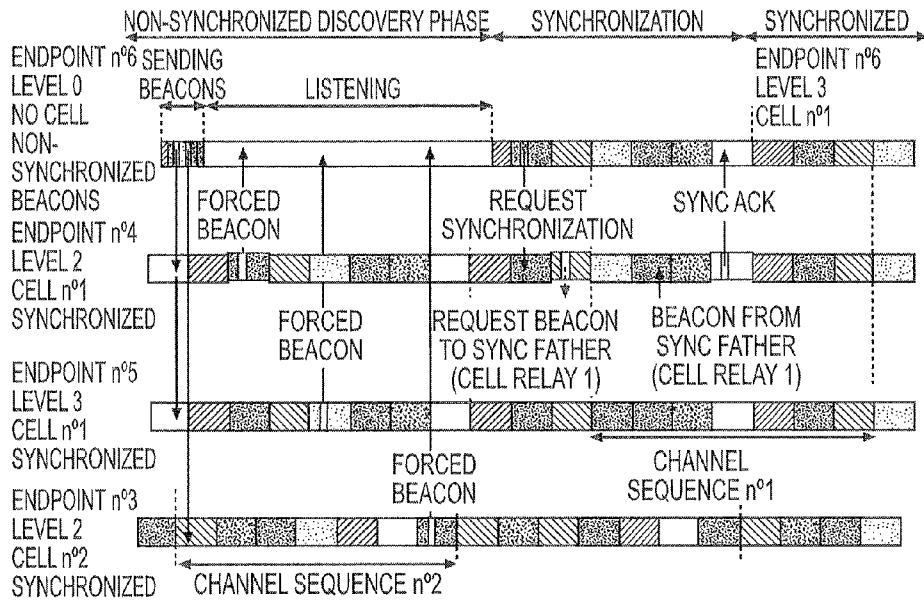 NON-SYNCHRONIZED DISCOVERY PHASE
SYNCHRONIZATION
SYNCHRONIZED
ENDPOINT nº6
LEVEL 0
NO CELL
NON-
SYNCHRONIZED
BEACONS
SENDING
BEACONS
LISTENING
ENDPOINT nº6
LEVEL 3
CELL nº1
FORCED
BEACON
REQUEST
SYNCHRONIZATION
SYNC ACK
ENDPOINT nº4
LEVEL 2
CELL nº1
SYNCHRONIZED
FORCED
BEACON
REQUEST BEACON
TO SYNC FATHER
(CELL RELAY 1)
BEACON FROM
SYNC FATHER
(CELL RELAY 1)
ENDPOINT nº5
LEVEL 3
CELL nº1
SYNCHRONIZED
FORCED
BEACON
CHANNEL
SEQUENCE nº1
ENDPOINT nº3
LEVEL 2
CELL nº2
SYNCHRONIZED
CHANNEL SEQUENCE nº2